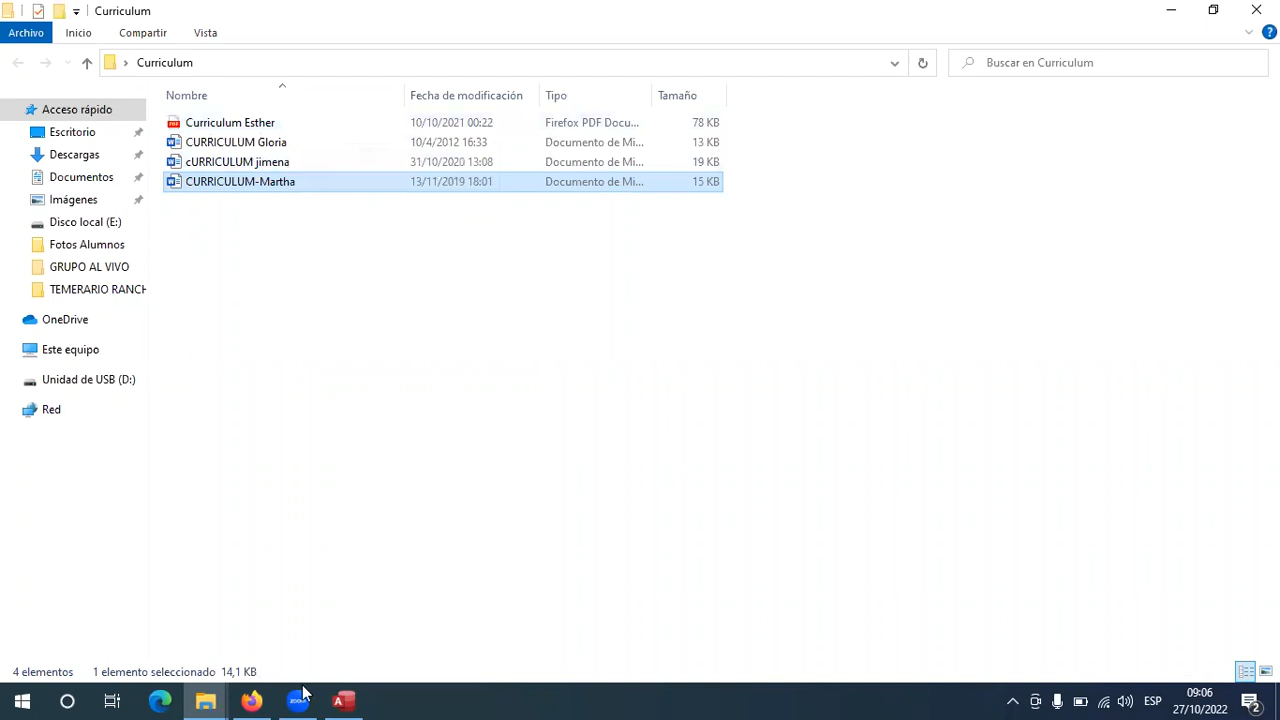 Curriculum
Archivo Inicio Compartir Vista
Curriculum Buscar en Curriculum
Nombre Fecha de modificación Tipo Tamaño
Acceso rápido
Escritorio
Descargas
Documentos
Imágenes
Disco local (E:)
Fotos Alumnos
GRUPO AL VIVO
TEMERARIO RANCH
OneDrive
Este equipo
Unidad de USB (D:)
Red
Curriculum Esther 10/10/2021 00:22 Firefox PDF Docu... 78 KB
CURRICULUM Gloria 10/4/2012 16:33 Documento de Mi... 13 KB
cURRICULUM jimena 31/10/2020 13:08 Documento de Mi... 19 KB
CURRICULUM-Martha 13/11/2019 18:01 Documento de Mi... 15 KB
4 elementos 1 elemento seleccionado 14,1 KB
zoom A ESP 09:06
27/10/2022 2